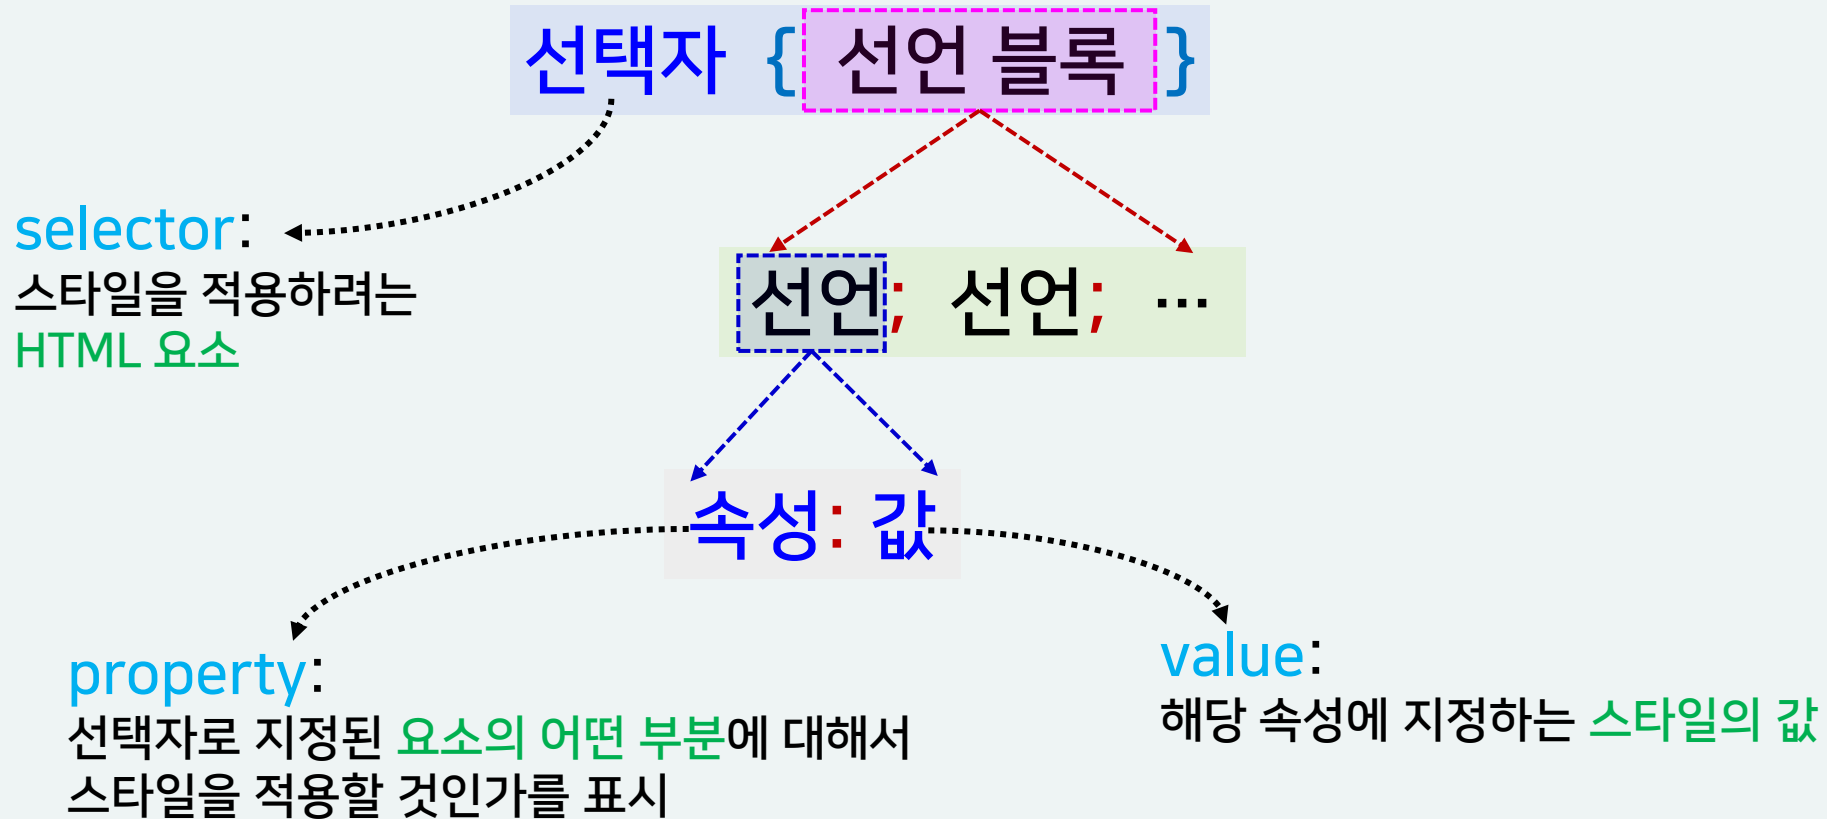 선택자 { 선언 블록 }
selector:
스타일을 적용하려는
HTML 요소
선언; 선언; ...
속성: 값
property:
선택자로 지정된 요소의 어떤 부분에 대해서
스타일을 적용할 것인가를 표시
value:
해당 속성에 지정하는 스타일의 값